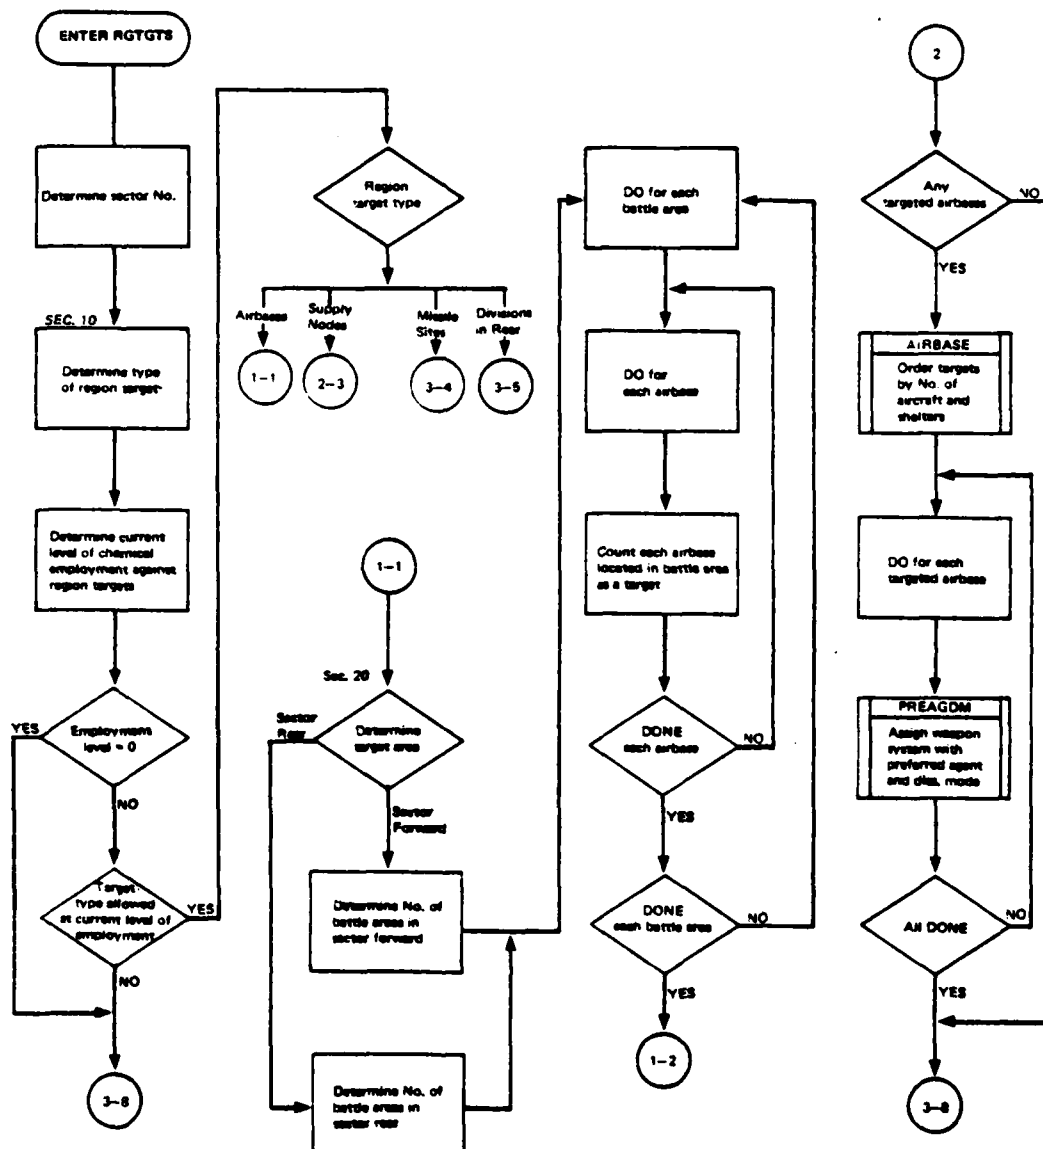 ENTER RGTGTS
Determine sector No.
SEC. 10
Determine type
of region target
Determine current
level of chemical
employment against
region targets
YES
Employment
level = 0
NO
Target
type allowed
at current level of
employment
YES
NO
3-8
Region
target type
Airbases
Supply
Nodes
Missile
Sites
Divisions
in Rear
1-1
2-3
3-4
3-5
1-1
Sec. 20
Sector
Rear
Determine
target area
Sector
Forward
Determine No. of
battle areas in
sector forward
Determine No. of
battle areas in
sector rear
DO for each
battle area
DO for
each airbase
Count each airbase
located in battle area
as a target
DONE
each airbase
NO
YES
DONE
each battle area
NO
YES
1-2
2
Any
targeted airbases
NO
YES
AIRBASE
Order targets
by No. of
aircraft and
shelters
DO for each
targeted airbase
PREAGDM
Assign weapon
system with
preferred agent
and diss. mode
All DONE
NO
YES
3-8